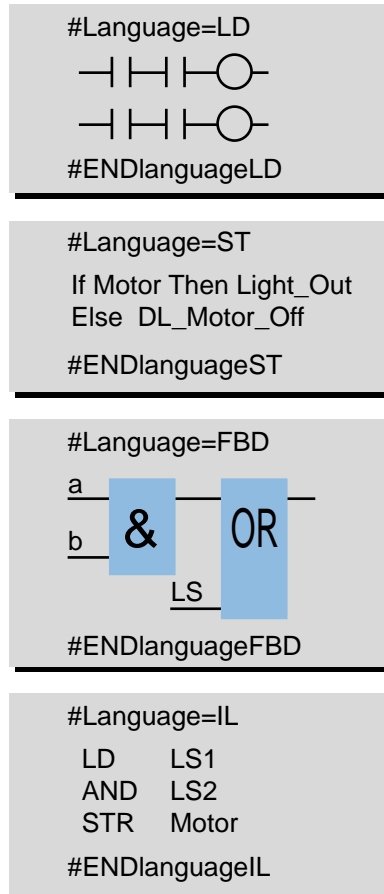 #Language=LD
#ENDlanguageLD
#Language=ST
If Motor Then Light_Out
Else DL_Motor_Off
#ENDlanguageST
#Language=FBD
a
& OR
b
LS
#ENDlanguageFBD
#Language=IL
LD LS1
AND LS2
STR Motor
#ENDlanguageIL